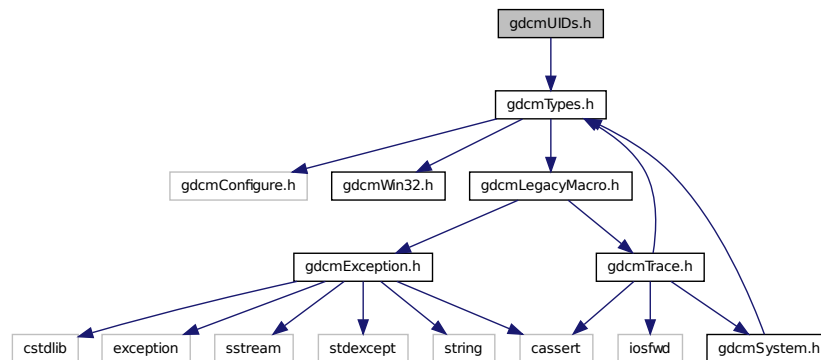 gdcmUIDs.h
gdcmTypes.h
gdcmConfigure.h
gdcmWin32.h
gdcmLegacyMacro.h
gdcmException.h
gdcmTrace.h
cstdlib
exception
sstream
stdexcept
string
cassert
iosfwd
gdcmSystem.h